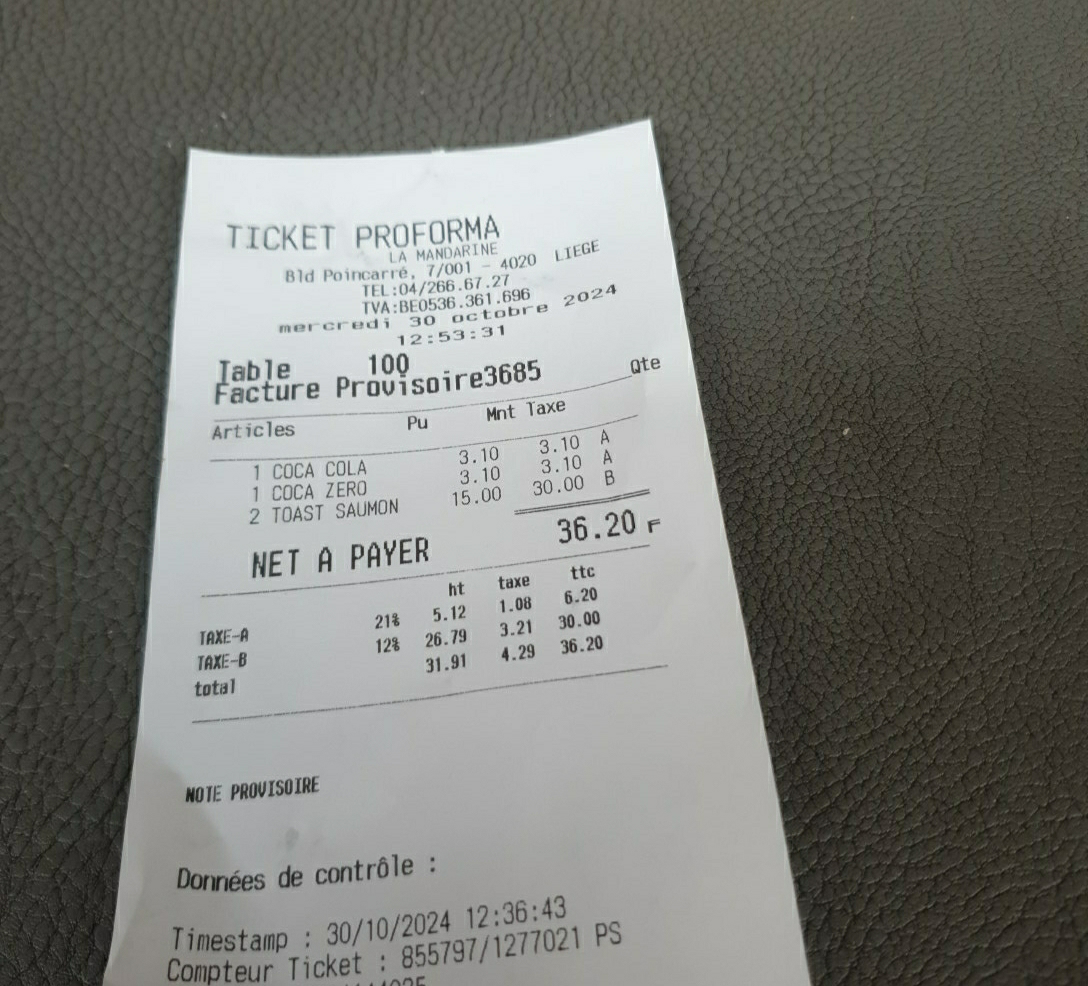 TICKET PROFORMA
LA MANDARINE
Bld Poincarré, 7/001 - 4020 LIEGE
TEL:04/266.67.27
TVA:BE0536.361.696
mercredi 30 octobre 2024
12:53:31
Table 100
Facture Provisoire3685 Qte
Articles Pu Mnt Taxe
1 COCA COLA 3.10 3.10 A
1 COCA ZERO 3.10 3.10 A
2 TOAST SAUMON 15.00 30.00 B
NET A PAYER 36.20 F
ht taxe ttc
TAXE-A 21% 5.12 1.08 6.20
TAXE-B 12% 26.79 3.21 30.00
total 31.91 4.29 36.20
NOTE PROVISOIRE
Données de contrôle :
Timestamp : 30/10/2024 12:36:43
Compteur Ticket : 855797/1277021 PS